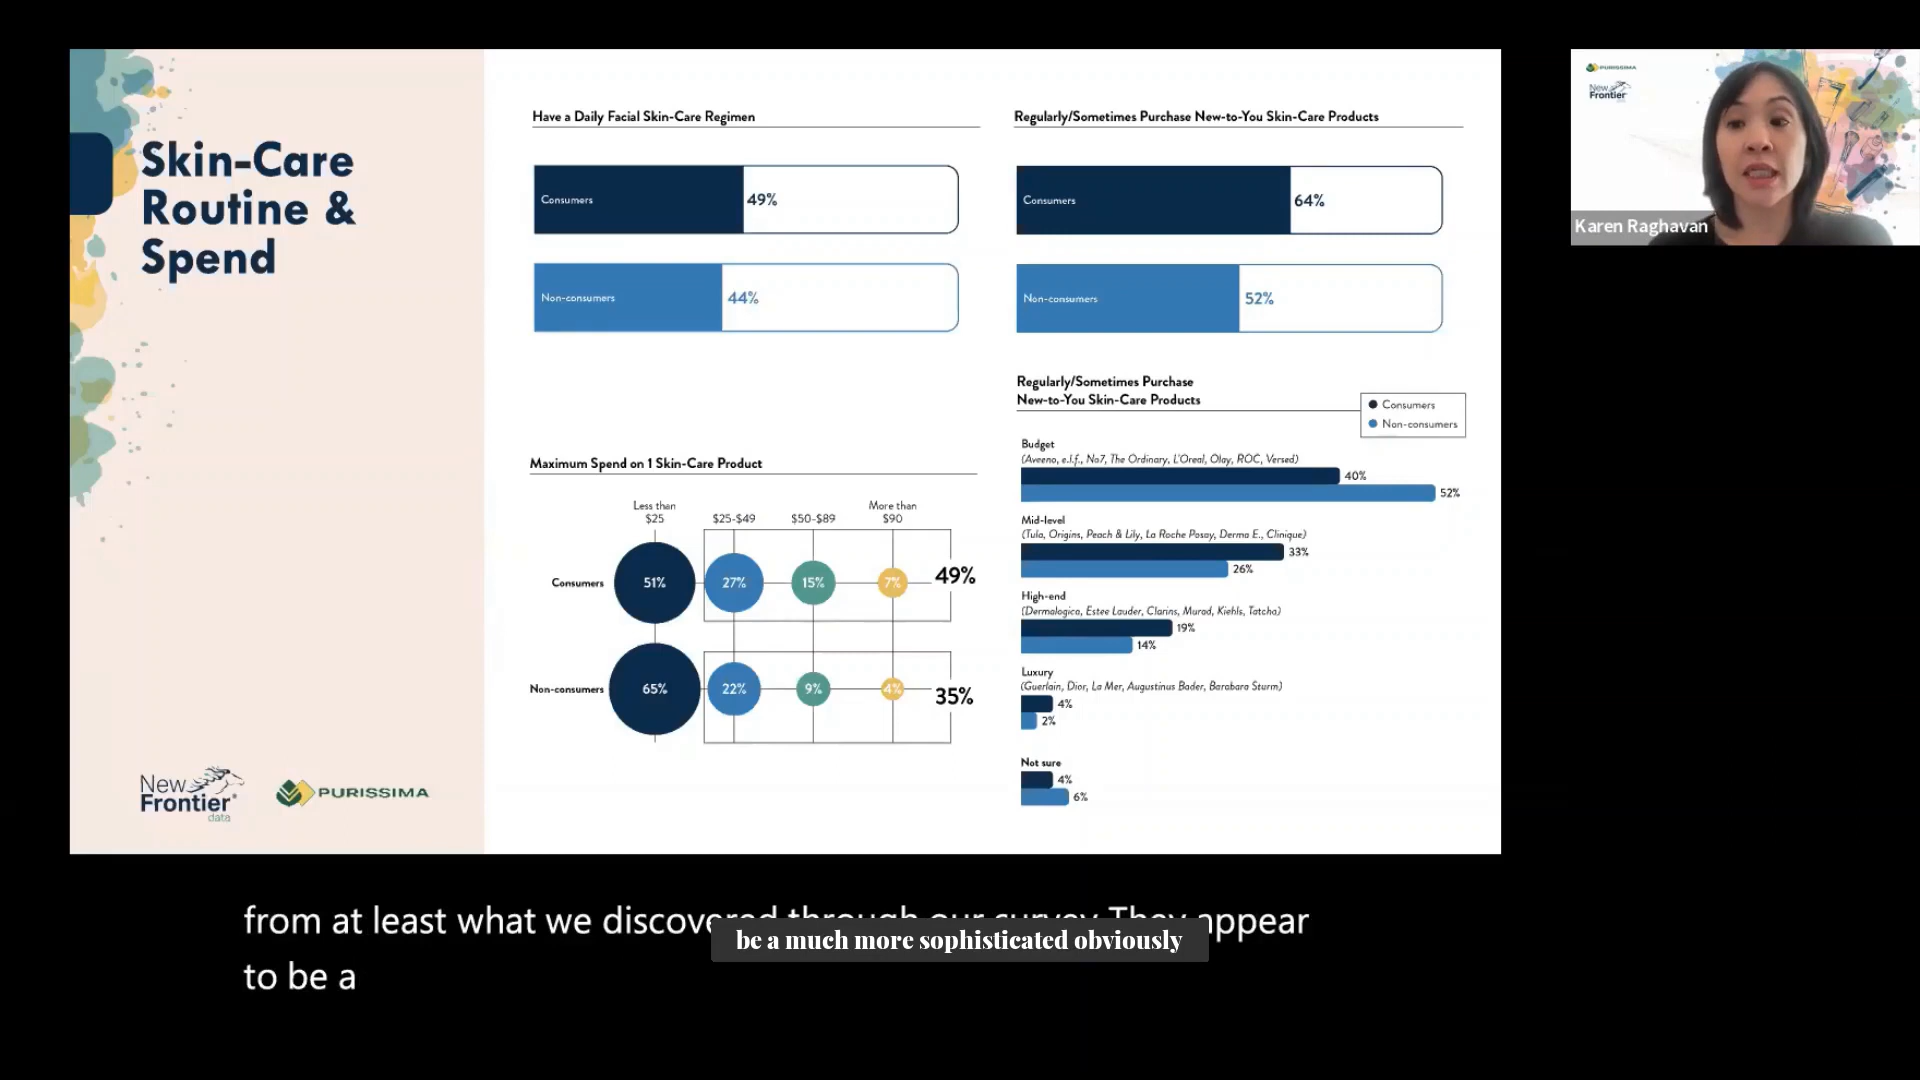 Skin-Care
Routine &
Spend
New
Frontier
data
PURISSIMA
Have a Daily Facial Skin-Care Regimen
Consumers 49%
Non-consumers 44%
Regularly/Sometimes Purchase New-to-You Skin-Care Products
Consumers 64%
Non-consumers 52%
Maximum Spend on 1 Skin-Care Product
Less than
$25
$25-$49
$50-$89
More than
$90
Consumers 51% 27% 15% 7% 49%
Non-consumers 65% 22% 9% 4% 35%
Regularly/Sometimes Purchase
New-to-You Skin-Care Products
Consumers
Non-consumers
Budget
(Aveeno, e.l.f., No7, The Ordinary, L'Oreal, Olay, ROC, Versed)
40%
52%
Mid-level
(Tula, Origins, Peach & Lily, La Roche Posay, Derma E., Clinique)
33%
26%
High-end
(Dermalogica, Estee Lauder, Clarins, Murad, Kiehls, Tatcha)
19%
14%
Luxury
(Guerlain, Dior, La Mer, Augustinus Bader, Barabara Sturm)
4%
2%
Not sure
4%
6%
PURISSIMA
New
Frontier
Karen Raghavan
from at least what we discovered through our survey. They appear
to be a
be a much more sophisticated obviously